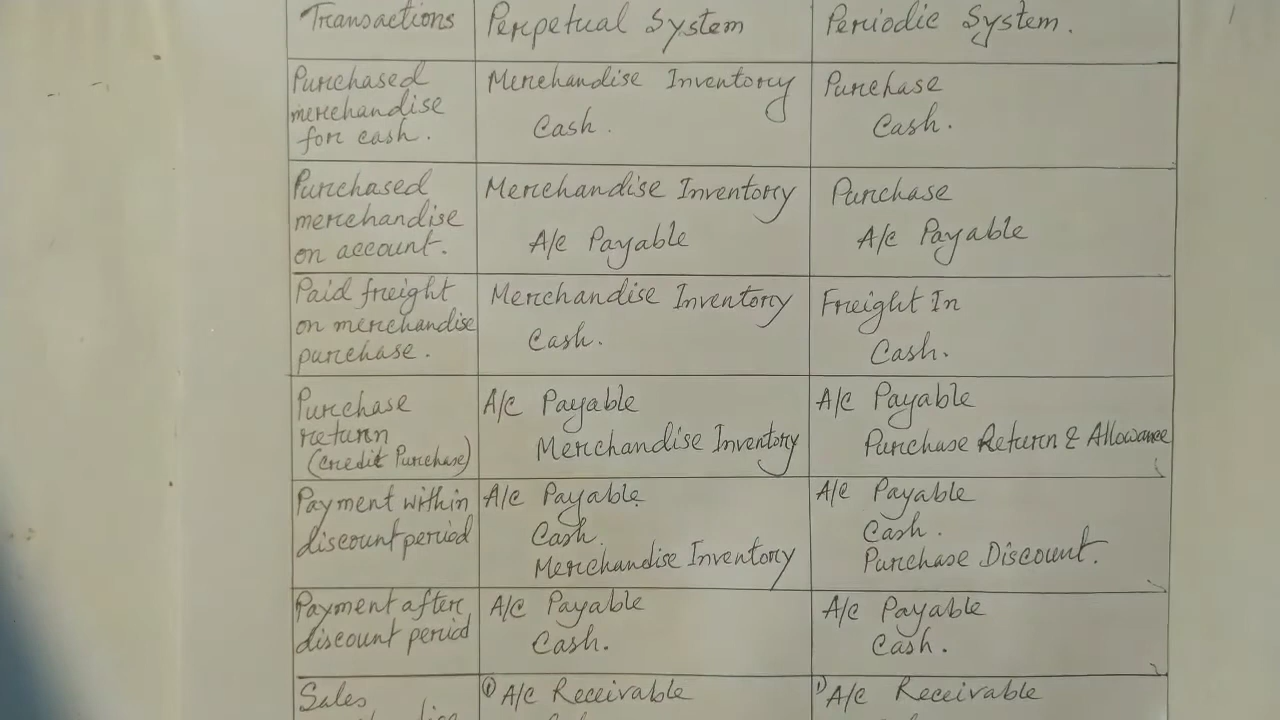 Transactions
Perpetual System
Periodic System.
Purchased
merchandise
for cash.
Merchandise Inventory
Cash.
Purchase
Cash.
Purchased
merchandise
on account.
Merchandise Inventory
A/c Payable
Purchase
A/c Payable
Paid freight
on merchandise
purchase.
Merchandise Inventory
Cash.
Freight In
Cash.
Purchase
return
(Credit Purchase)
A/c Payable
Merchandise Inventory
A/c Payable
Purchase Return & Allowance
Payment within
discount period
A/c Payable
Cash.
Merchandise Inventory
A/c Payable
Cash.
Purchase Discount.
Payment after
discount period
A/c Payable
Cash.
A/c Payable
Cash.
Sales
① A/c Receivable
1) A/c Receivable